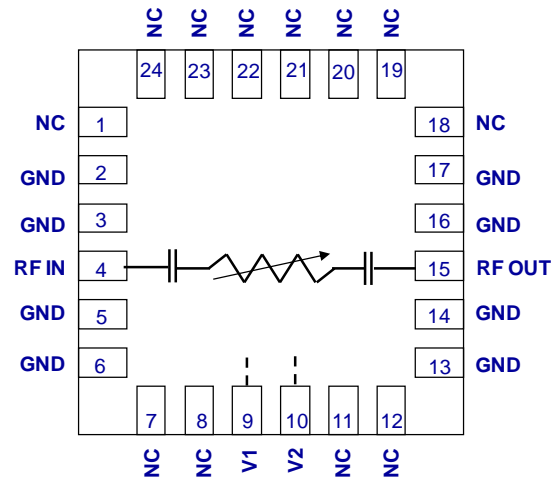 NC NC NC NC NC NC
24 23 22 21 20 19
NC 1 18 NC
GND 2 17 GND
GND 3 16 GND
RF IN 4 15 RF OUT
GND 5 14 GND
GND 6 13 GND
7 8 9 10 11 12
NC NC V1 V2 NC NC